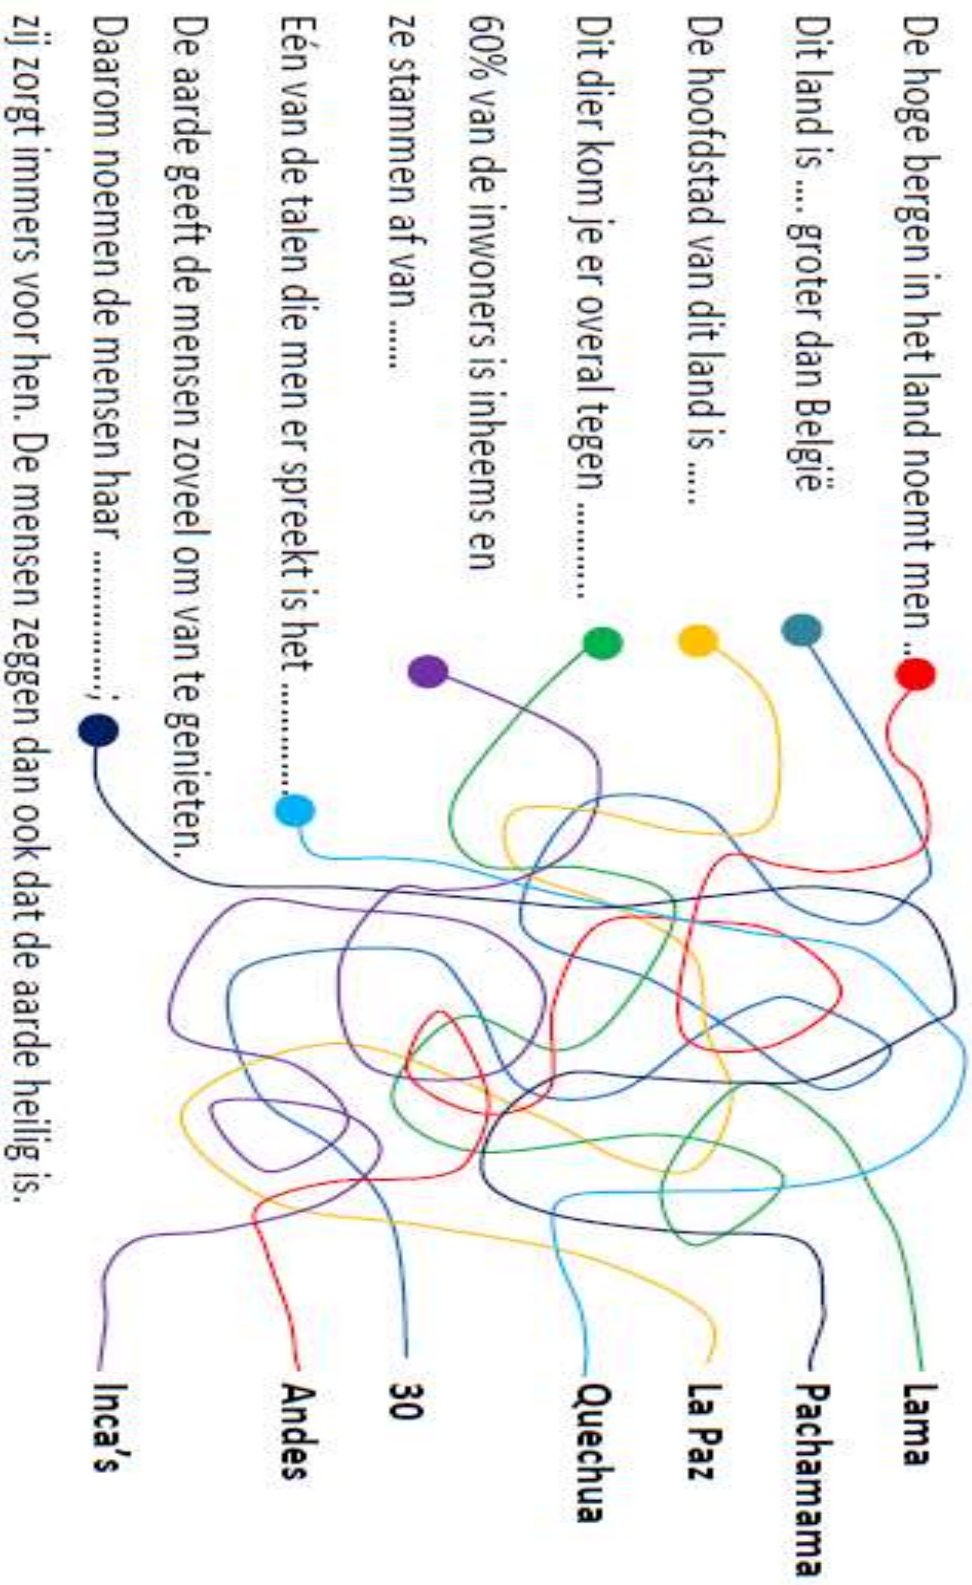 De hoge bergen in het land noemt men ..
Dit land is .... groter dan België
De hoofdstad van dit land is .....
Dit dier kom je er overal tegen ...........
60% van de inwoners is inheems en
ze stammen af van ......
Eén van de talen die men er spreekt is het ............
De aarde geeft de mensen zoveel om van te genieten.
Daarom noemen de mensen haar ..............;
zij zorgt immers voor hen. De mensen zeggen dan ook dat de aarde heilig is.
Lama
Pachamama
La Paz
Quechua
30
Andes
Inca's